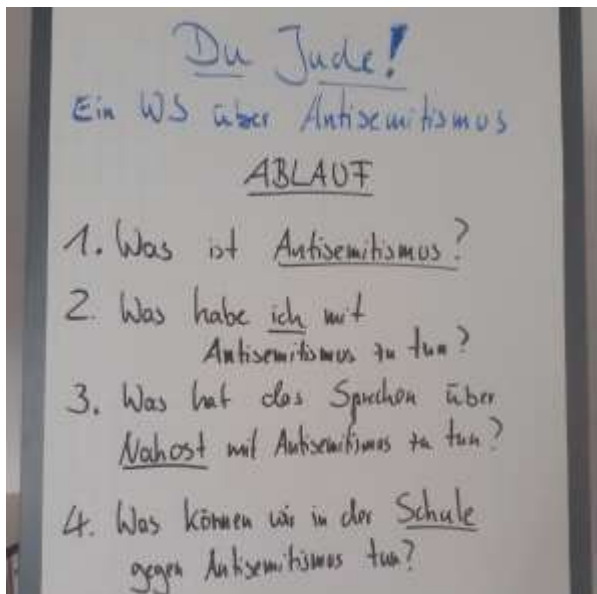 Du Jude!
Ein WS über Antisemitismus
ABLAUF
1. Was ist Antisemitismus?
2. Was habe ich mit
Antisemitismus zu tun?
3. Was hat das Sprechen über
Nahost mit Antisemitismus zu tun?
4. Was können wir in der Schule
gegen Antisemitismus tun?